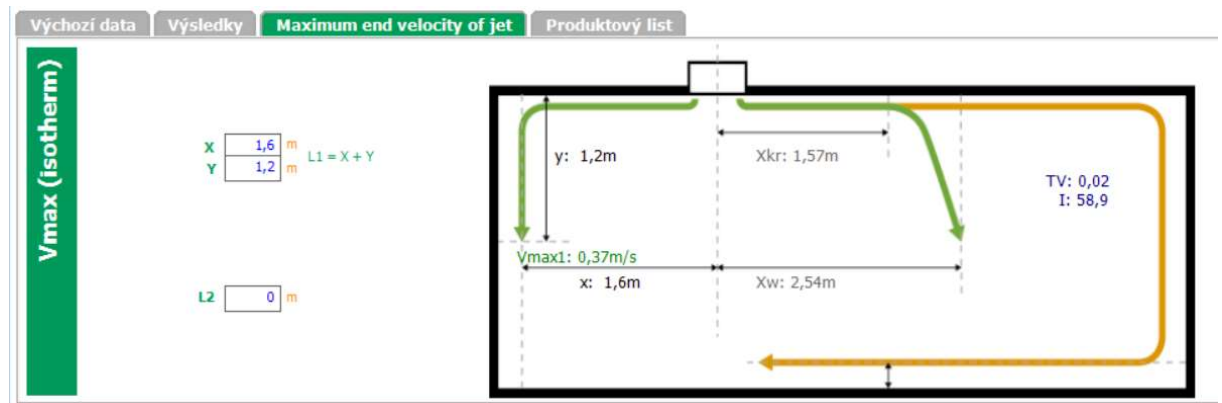 Výchozí data
Výsledky
Maximum end velocity of jet
Produktový list
Vmax (isotherm)
X 1,6 m
Y 1,2 m
L1 = X + Y
L2 0 m
y: 1,2m
Xkr: 1,57m
TV: 0,02
I: 58,9
Vmax1: 0,37m/s
x: 1,6m
Xw: 2,54m